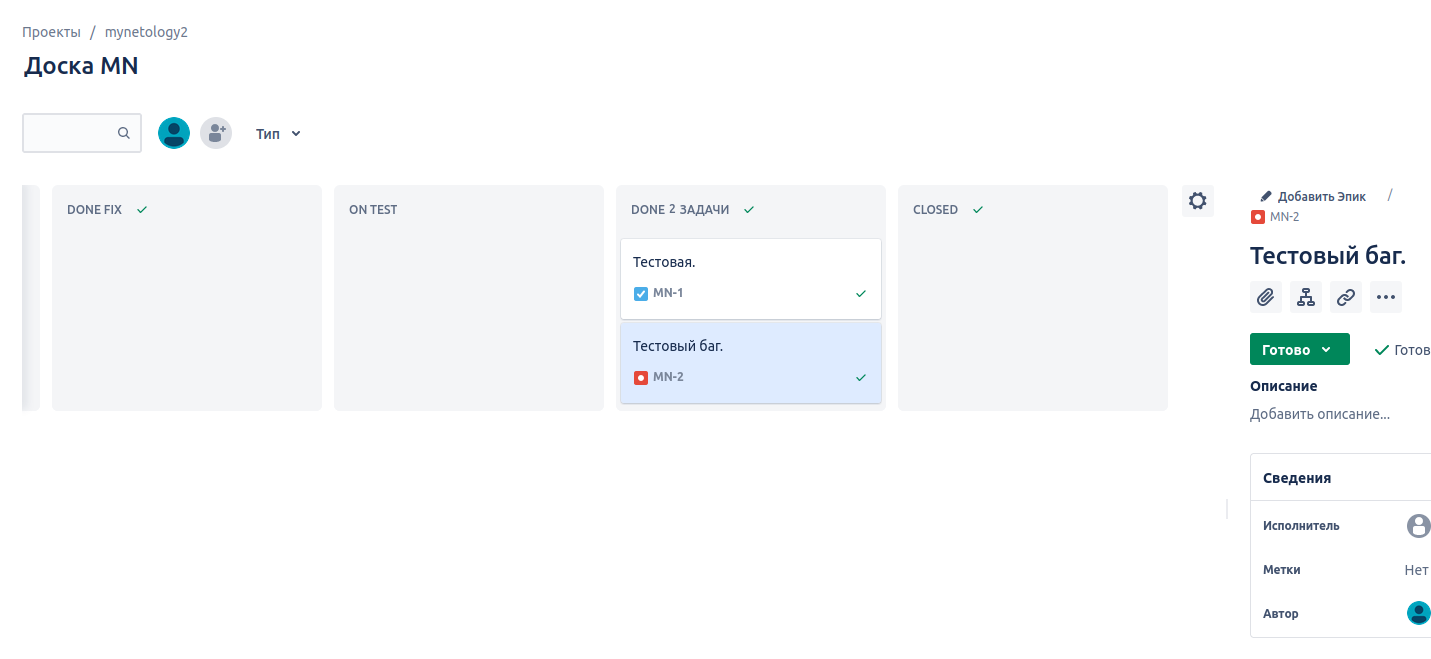 Проекты / mynetology2
Доска MN
Тип
DONE FIX
ON TEST
DONE 2 ЗАДАЧИ
Тестовая.
MN-1
Тестовый баг.
MN-2
CLOSED
Добавить Эпик /
MN-2
Тестовый баг.
Готово
Готов
Описание
Добавить описание...
Сведения
Исполнитель
Метки
Нет
Автор